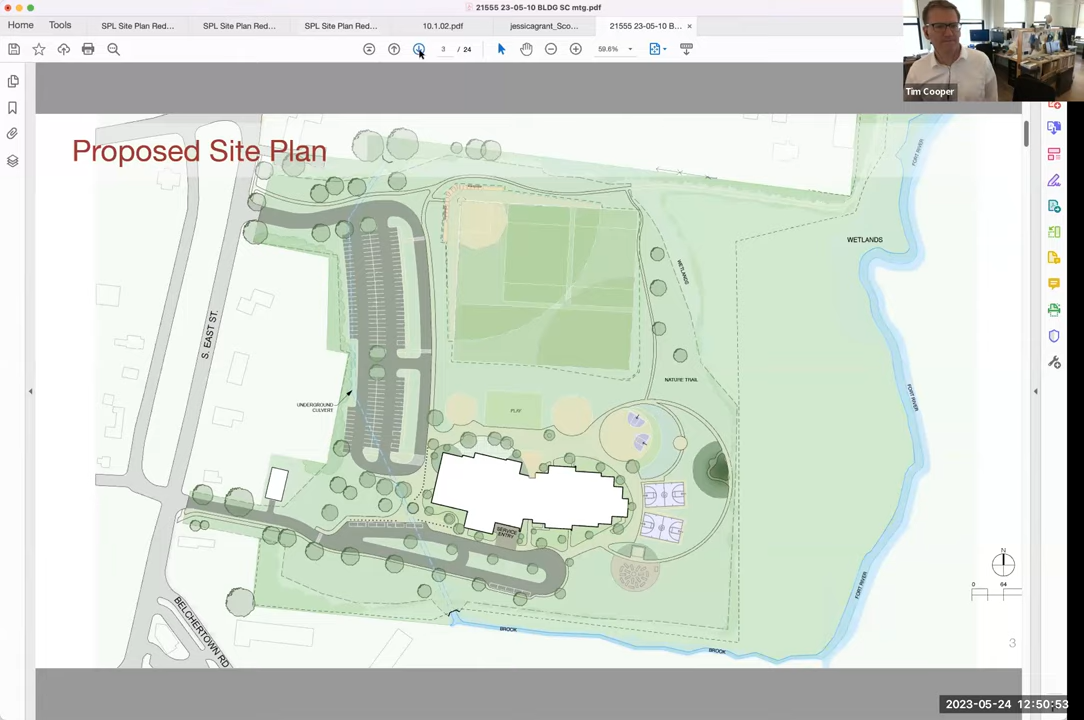 21555 23-05-10 BLDG SC mtg.pdf
Home
Tools
SPL Site Plan Red...
SPL Site Plan Red...
SPL Site Plan Red...
10.1.02.pdf
jessicagrant_Sco...
21555 23-05-10 B... ×
3 / 24
59.6%
Tim Cooper
Proposed Site Plan
FORT RIVER
WETLANDS
WETLANDS
S. EAST ST.
NATURE TRAIL
UNDERGROUND
CULVERT
PLAY
FORT RIVER
SERVICE
ENTRY
N
0 64
FORT RIVER
BELCHERTOWN RD
BROOK
BROOK
3
2023-05-24 12:50:53